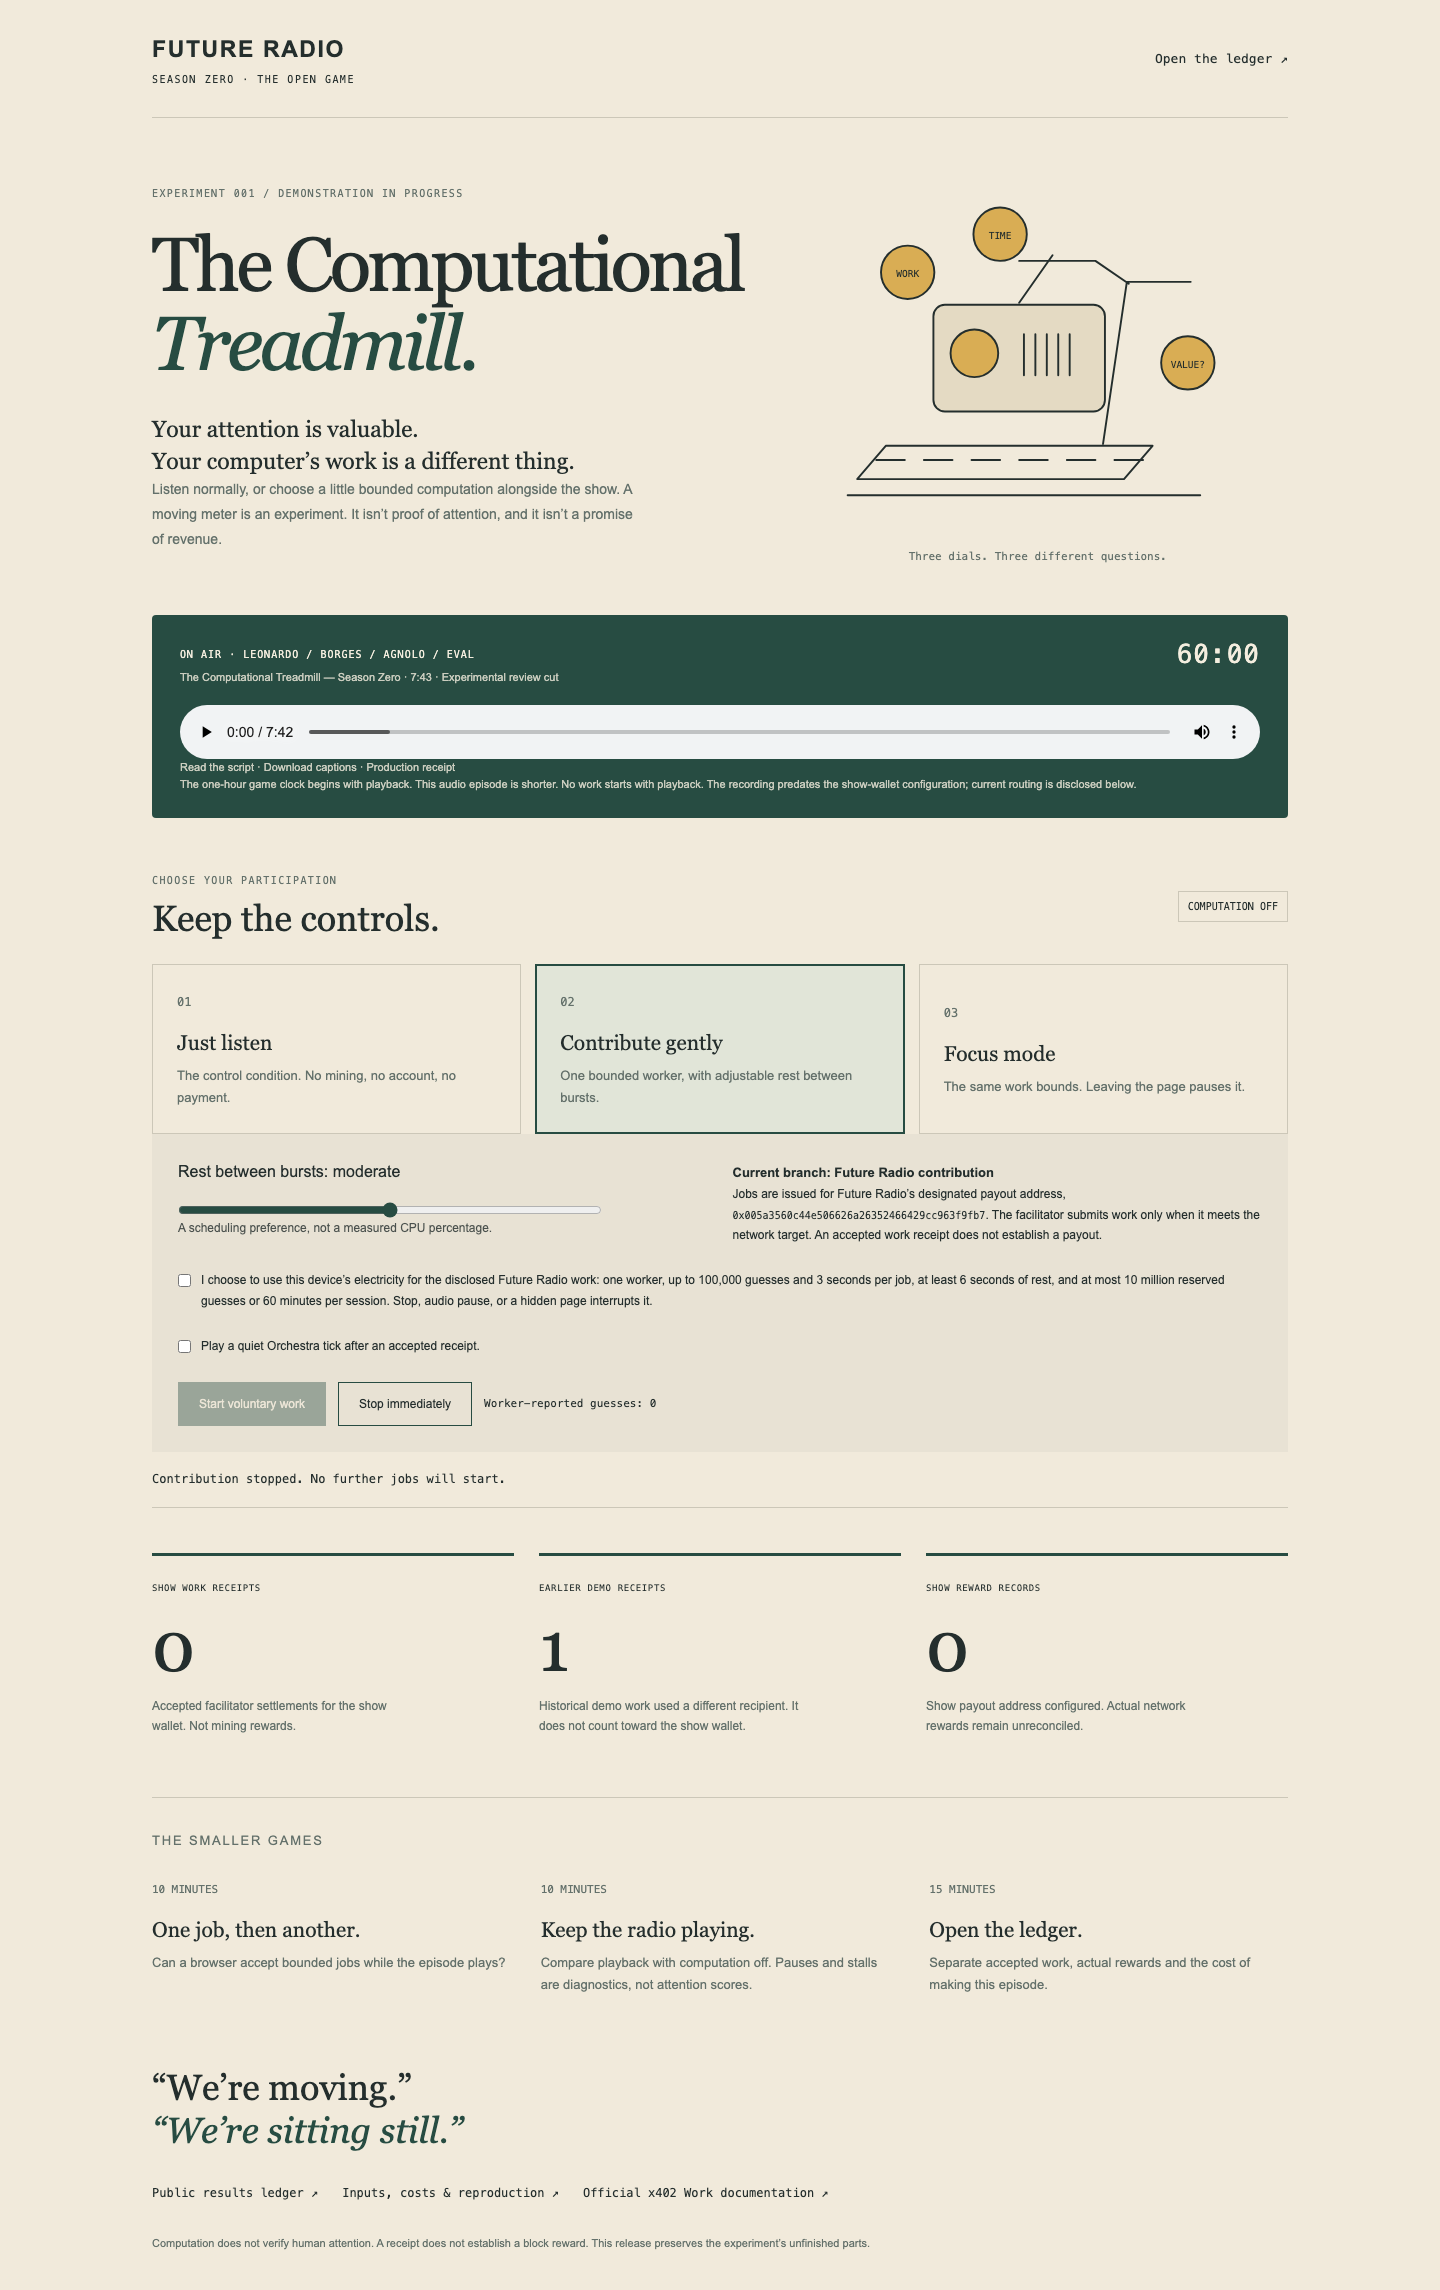 FUTURE RADIO
SEASON ZERO · THE OPEN GAME
Open the ledger ↗
EXPERIMENT 001 / DEMONSTRATION IN PROGRESS
The Computational
Treadmill.
Your attention is valuable.
Your computer’s work is a different thing.
Listen normally, or choose a little bounded computation alongside the show. A
moving meter is an experiment. It isn’t proof of attention, and it isn’t a promise
of revenue.
TIME
WORK
VALUE?
Three dials. Three different questions.
ON AIR · LEONARDO / BORGES / AGNOLO / EVAL
60:00
The Computational Treadmill — Season Zero · 7:43 · Experimental review cut
0:00 / 7:42
Read the script · Download captions · Production receipt
The one-hour game clock begins with playback. This audio episode is shorter. No work starts with playback. The recording predates the show-wallet configuration; current routing is disclosed below.
CHOOSE YOUR PARTICIPATION
Keep the controls.
COMPUTATION OFF
01
Just listen
The control condition. No mining, no account, no
payment.
02
Contribute gently
One bounded worker, with adjustable rest between
bursts.
03
Focus mode
The same work bounds. Leaving the page pauses it.
Rest between bursts: moderate
A scheduling preference, not a measured CPU percentage.
Current branch: Future Radio contribution
Jobs are issued for Future Radio’s designated payout address,
0x005a3560c44e506626a26352466429cc963f9fb7. The facilitator submits work only when it meets the
network target. An accepted work receipt does not establish a payout.
I choose to use this device’s electricity for the disclosed Future Radio work: one worker, up to 100,000 guesses and 3 seconds per job, at least 6 seconds of rest, and at most 10 million reserved
guesses or 60 minutes per session. Stop, audio pause, or a hidden page interrupts it.
Play a quiet Orchestra tick after an accepted receipt.
Start voluntary work
Stop immediately
Worker-reported guesses: 0
Contribution stopped. No further jobs will start.
SHOW WORK RECEIPTS
0
Accepted facilitator settlements for the show
wallet. Not mining rewards.
EARLIER DEMO RECEIPTS
1
Historical demo work used a different recipient. It
does not count toward the show wallet.
SHOW REWARD RECORDS
0
Show payout address configured. Actual network
rewards remain unreconciled.
THE SMALLER GAMES
10 MINUTES
One job, then another.
Can a browser accept bounded jobs while the episode plays?
10 MINUTES
Keep the radio playing.
Compare playback with computation off. Pauses and stalls
are diagnostics, not attention scores.
15 MINUTES
Open the ledger.
Separate accepted work, actual rewards and the cost of
making this episode.
“We’re moving.”
“We’re sitting still.”
Public results ledger ↗
Inputs, costs & reproduction ↗
Official x402 Work documentation ↗
Computation does not verify human attention. A receipt does not establish a block reward. This release preserves the experiment’s unfinished parts.